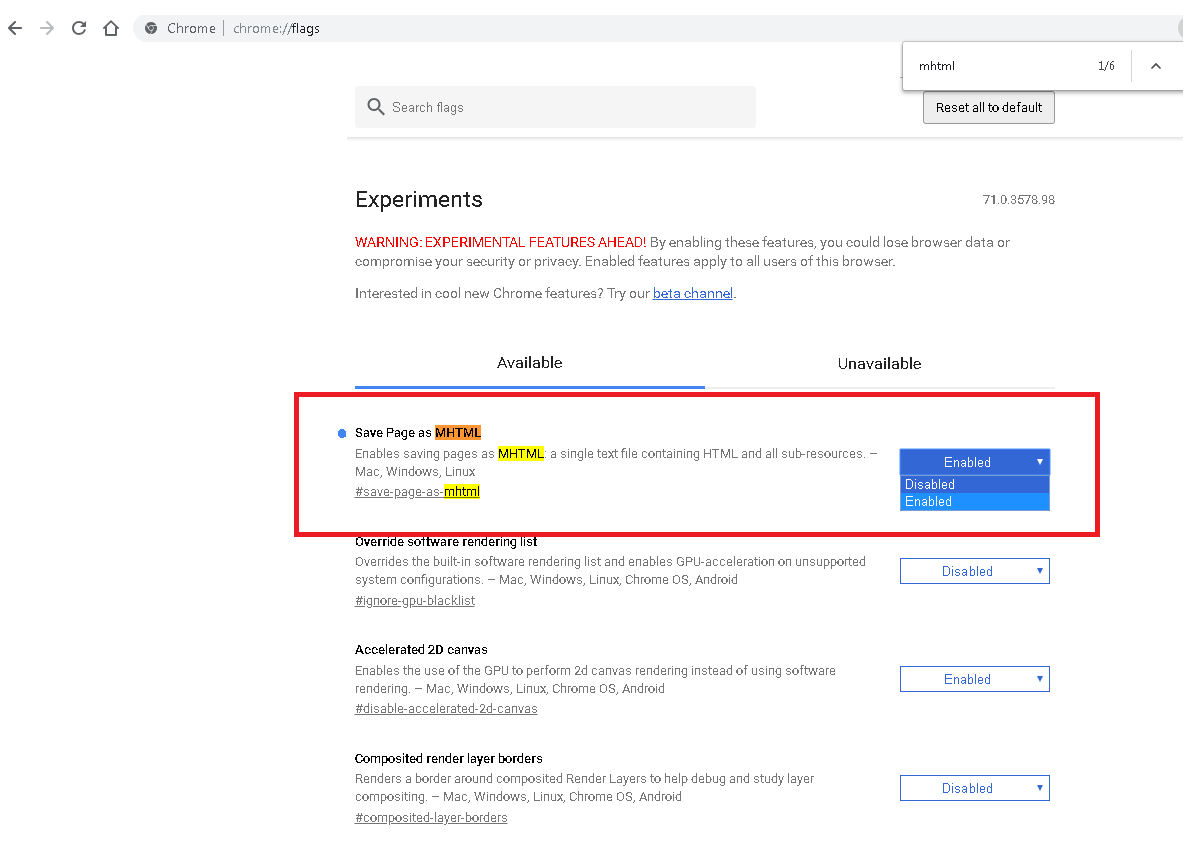 Chrome chrome://flags
mhtml 1/6
Search flags
Reset all to default
Experiments
71.0.3578.98
WARNING: EXPERIMENTAL FEATURES AHEAD! By enabling these features, you could lose browser data or
compromise your security or privacy. Enabled features apply to all users of this browser.
Interested in cool new Chrome features? Try our beta channel.
Available
Unavailable
Save Page as MHTML
Enables saving pages as MHTML: a single text file containing HTML and all sub-resources. –
Mac, Windows, Linux
#save-page-as-mhtml
Enabled
Disabled
Enabled
Override software rendering list
Overrides the built-in software rendering list and enables GPU-acceleration on unsupported
system configurations. – Mac, Windows, Linux, Chrome OS, Android
#ignore-gpu-blacklist
Disabled
Accelerated 2D canvas
Enables the use of the GPU to perform 2d canvas rendering instead of using software
rendering. – Mac, Windows, Linux, Chrome OS, Android
#disable-accelerated-2d-canvas
Enabled
Composited render layer borders
Renders a border around composited Render Layers to help debug and study layer
compositing. – Mac, Windows, Linux, Chrome OS, Android
#composited-layer-borders
Disabled